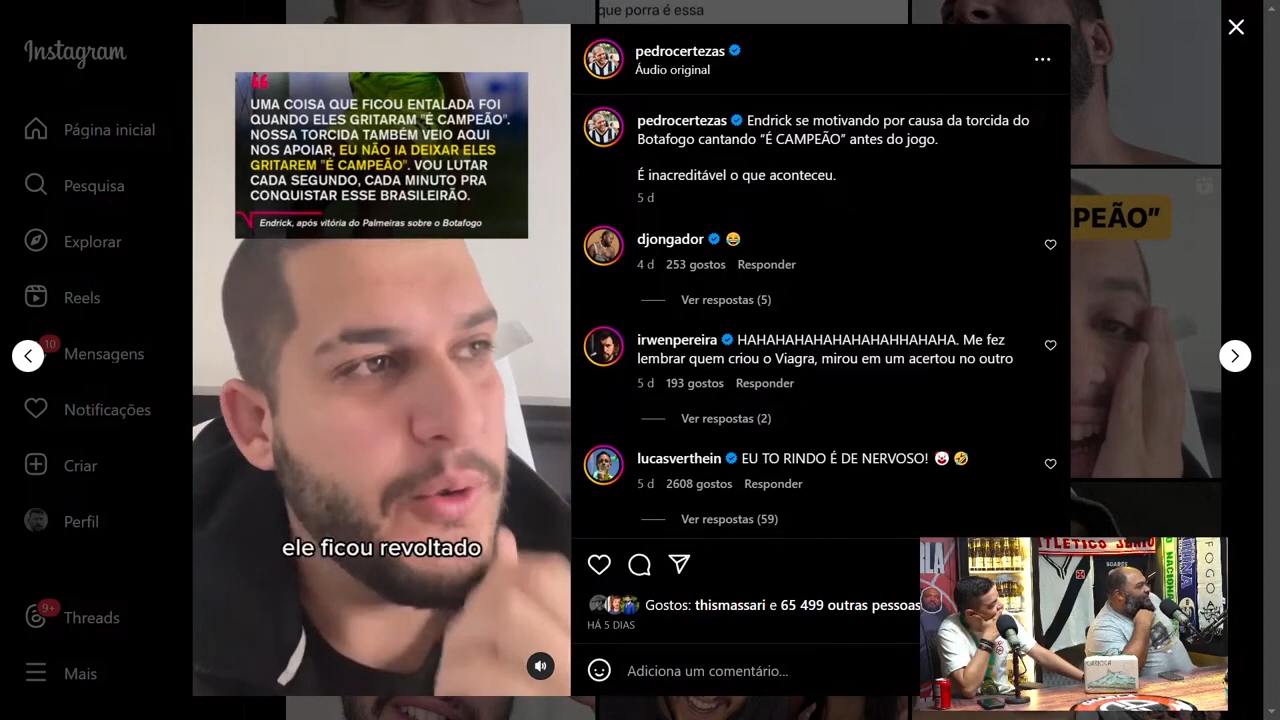 que porra é essa
Instagram
Página inicial
Pesquisa
Explorar
Reels
10
Mensagens
Notificações
Criar
Perfil
9+
Threads
Mais
UMA COISA QUE FICOU ENTALADA FOI
QUANDO ELES GRITARAM "É CAMPEÃO".
NOSSA TORCIDA TAMBÉM VEIO AQUI
NOS APOIAR, EU NÃO IA DEIXAR ELES
GRITAREM "É CAMPEÃO". VOU LUTAR
CADA SEGUNDO, CADA MINUTO PRA
CONQUISTAR ESSE BRASILEIRÃO.
Endrick, após vitória do Palmeiras sobre o Botafogo
ele ficou revoltado
pedrocertezas
Áudio original
pedrocertezas Endrick se motivando por causa da torcida do
Botafogo cantando “É CAMPEÃO” antes do jogo.
É inacreditável o que aconteceu.
5 d
djongador 😂
4 d 253 gostos Responder
Ver respostas (5)
irwenpereira HAHAHAHAHAHAHAHAHHAHAHA. Me fez
lembrar quem criou o Viagra, mirou em um acertou no outro
5 d 193 gostos Responder
Ver respostas (2)
lucasverthein EU TO RINDO É DE NERVOSO! 🤡 🤣
5 d 2608 gostos Responder
Ver respostas (59)
Gostos: thismassari e 65 499 outras pessoas
HÁ 5 DIAS
Adiciona um comentário...
PEÃO”
CARIOCA